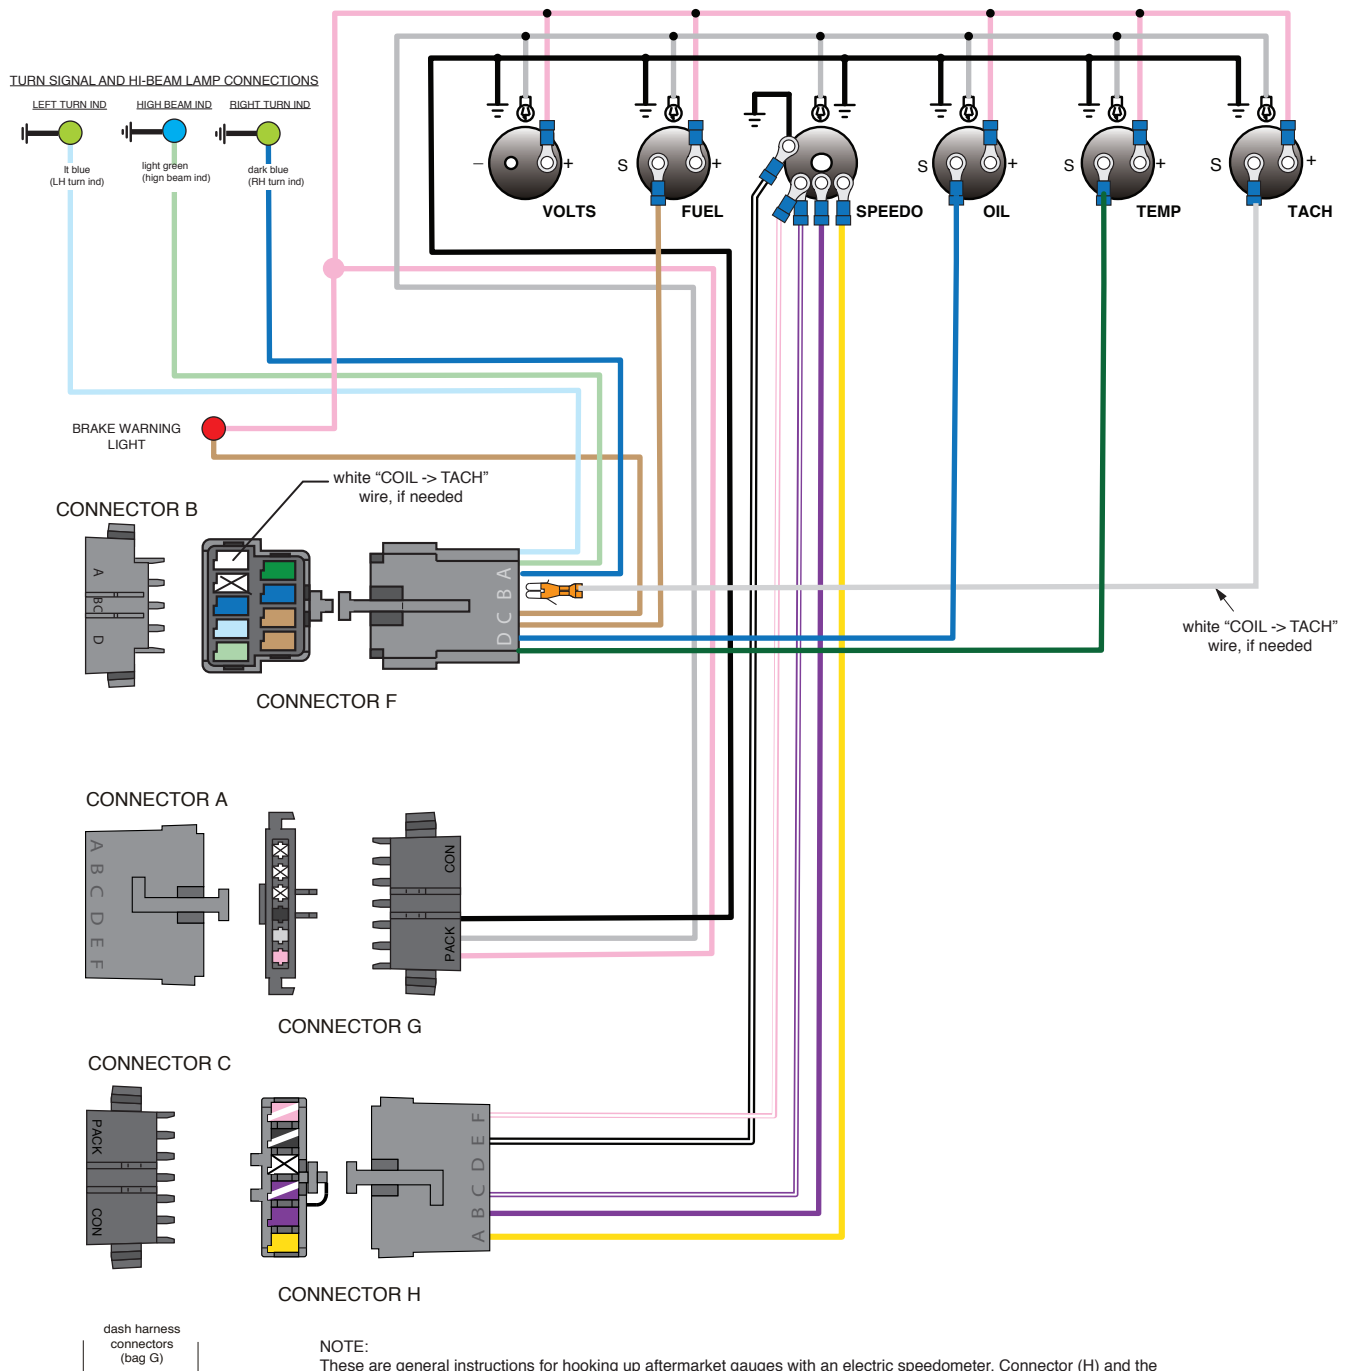 TURN SIGNAL AND HI-BEAM LAMP CONNECTIONS
LEFT TURN IND
HIGH BEAM IND
RIGHT TURN IND
lt blue
(LH turn ind)
light green
(hign beam ind)
dark blue
(RH turn ind)
–
+
VOLTS
S
+
FUEL
SPEEDO
S
+
OIL
S
+
TEMP
S
+
TACH
BRAKE WARNING
LIGHT
white “COIL -> TACH”
wire, if needed
CONNECTOR B
A
BC
D
D C B A
CONNECTOR F
white “COIL -> TACH”
wire, if needed
CONNECTOR A
A B C D E F
CON
PACK
CONNECTOR G
CONNECTOR C
PACK
CON
A B C D E F
CONNECTOR H
dash harness
connectors
(bag G)
NOTE:
These are general instructions for hooking up aftermarket gauges with an electric speedometer. Connector (H) and the